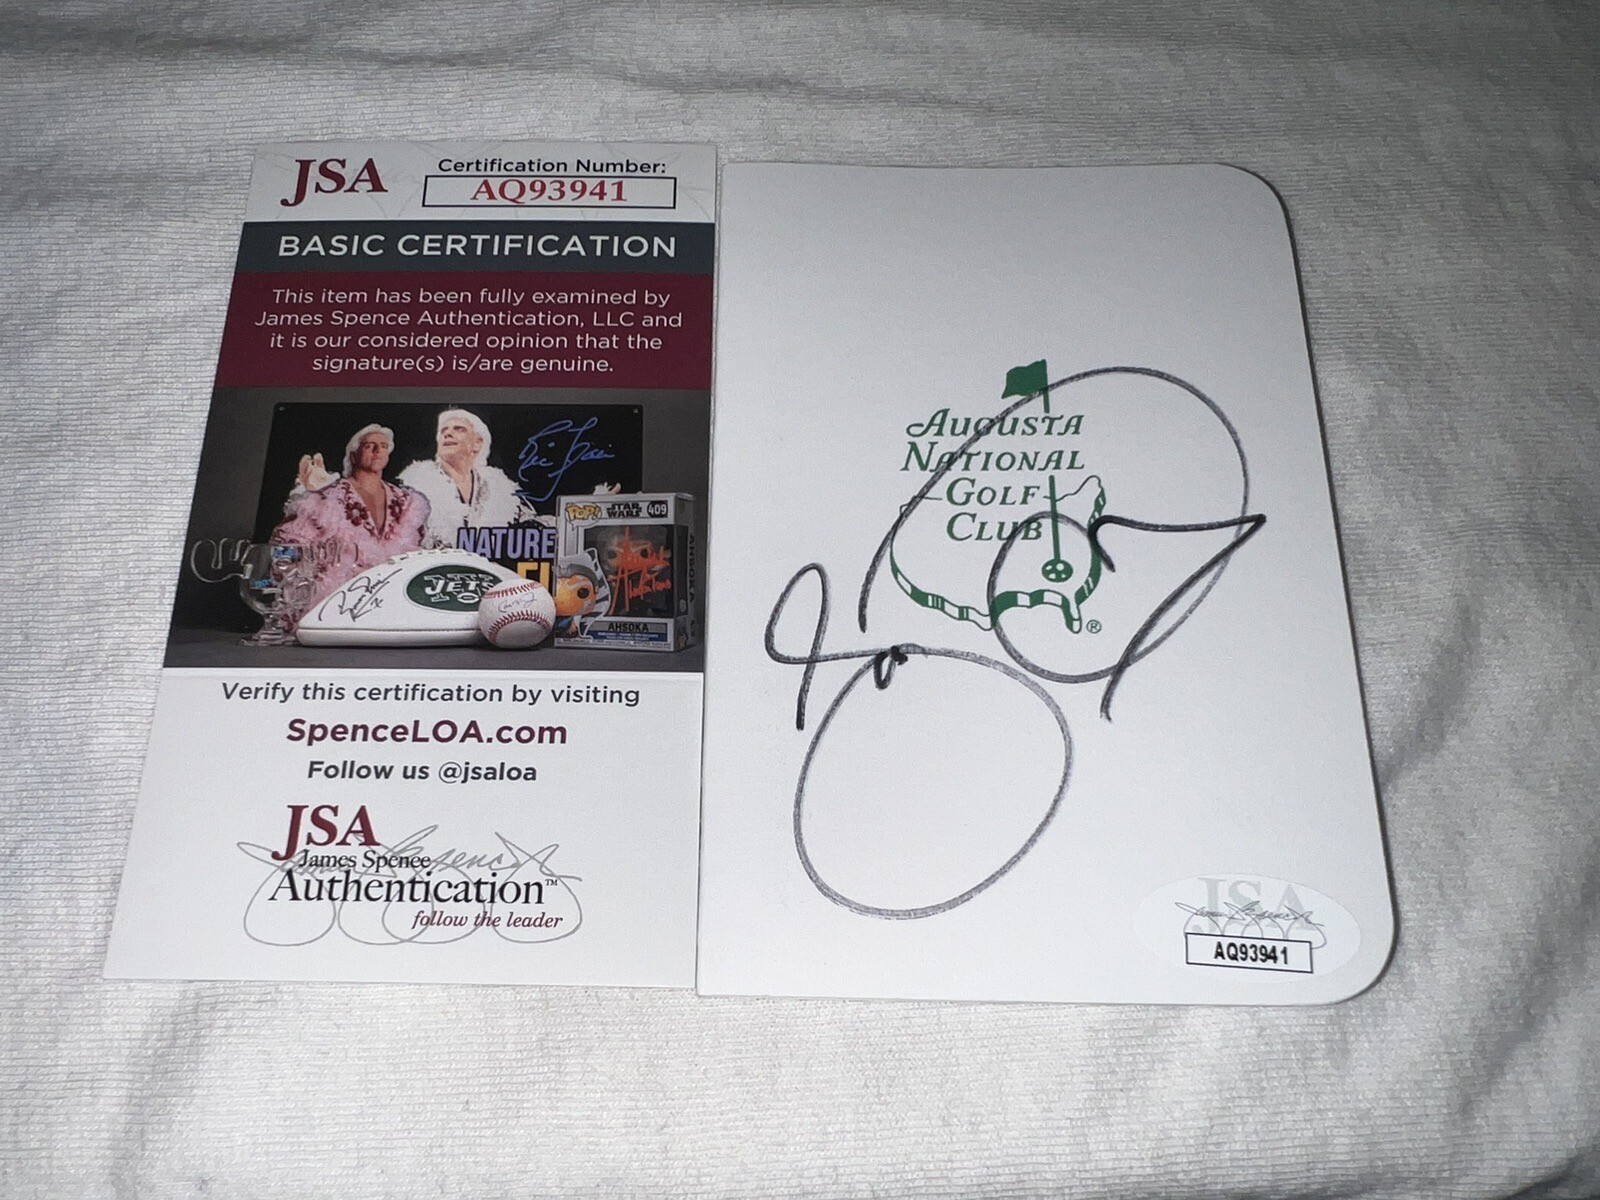 JSA
Certification Number:
AQ93941
BASIC CERTIFICATION
This item has been fully examined by
James Spence Authentication, LLC and
it is our considered opinion that the
signature(s) is/are genuine.
NATURE
JETS
POP!
STAR
WARS
409
AHSOKA
AHSOKA
Verify this certification by visiting
SpenceLOA.com
Follow us @jsaloa
JSA
James Spence
Authentication™
follow the leader
AUGUSTA
NATIONAL
GOLF
CLUB
®
JSA
AQ93941